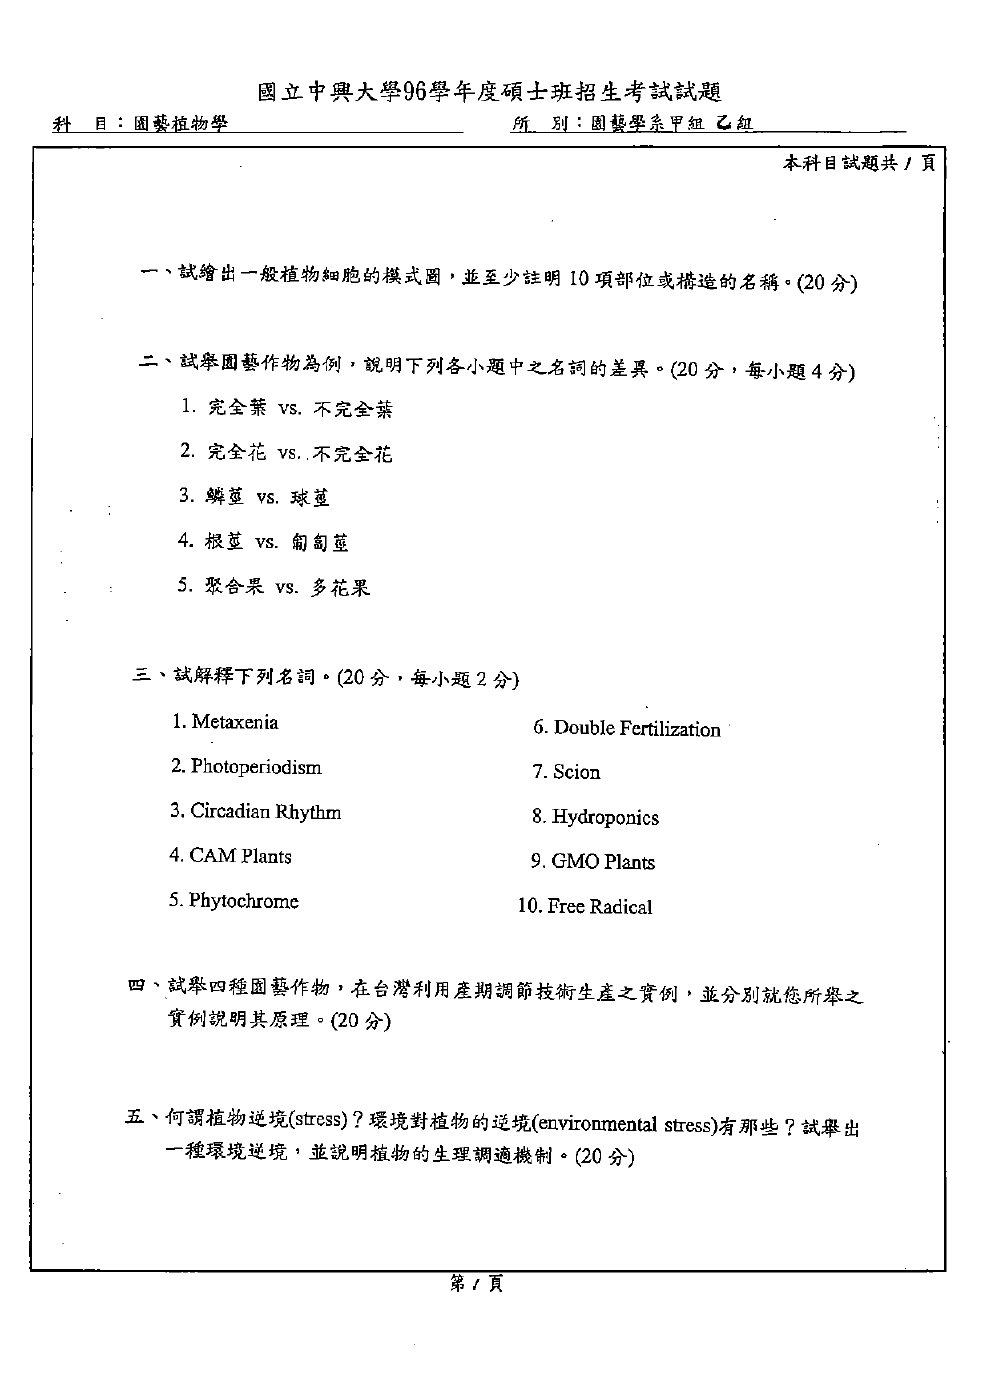 國立中興大學96學年度碩士班招生考試試題
科 目：園藝植物學 所 別：園藝學系甲組 乙組
本科目試題共 1 頁
一、試繪出一般植物細胞的模式圖，並至少註明 10 項部位或構造的名稱。(20 分)
二、試舉園藝作物為例，說明下列各小題中之名詞的差異。(20 分，每小題 4 分)
1. 完全葉 vs. 不完全葉
2. 完全花 vs. 不完全花
3. 鱗莖 vs. 球莖
4. 根莖 vs. 匍匐莖
5. 聚合果 vs. 多花果
三、試解釋下列名詞。(20 分，每小題 2 分)
1. Metaxenia
2. Photoperiodism
3. Circadian Rhythm
4. CAM Plants
5. Phytochrome
6. Double Fertilization
7. Scion
8. Hydroponics
9. GMO Plants
10. Free Radical
四、試舉四種園藝作物，在台灣利用產期調節技術生產之實例，並分別就您所舉之
實例說明其原理。(20 分)
五、何謂植物逆境(stress)？環境對植物的逆境(environmental stress)有那些？試舉出
一種環境逆境，並說明植物的生理調適機制。(20 分)
第 1 頁